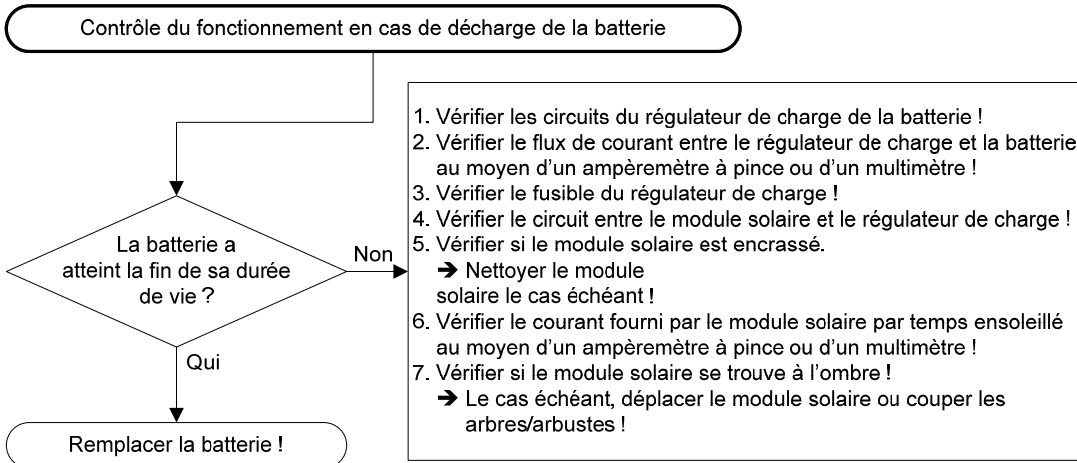 Contrôle du fonctionnement en cas de décharge de la batterie
La batterie a
atteint la fin de sa durée
de vie ?
Non
Qui
Remplacer la batterie !
1. Vérifier les circuits du régulateur de charge de la batterie !
2. Vérifier le flux de courant entre le régulateur de charge et la batterie
au moyen d'un ampèremètre à pince ou d'un multimètre !
3. Vérifier le fusible du régulateur de charge !
4. Vérifier le circuit entre le module solaire et le régulateur de charge !
5. Vérifier si le module solaire est encrassé.
➔ Nettoyer le module
solaire le cas échéant !
6. Vérifier le courant fourni par le module solaire par temps ensoleillé
au moyen d'un ampèremètre à pince ou d'un multimètre !
7. Vérifier si le module solaire se trouve à l'ombre !
➔ Le cas échéant, déplacer le module solaire ou couper les
arbres/arbustes !